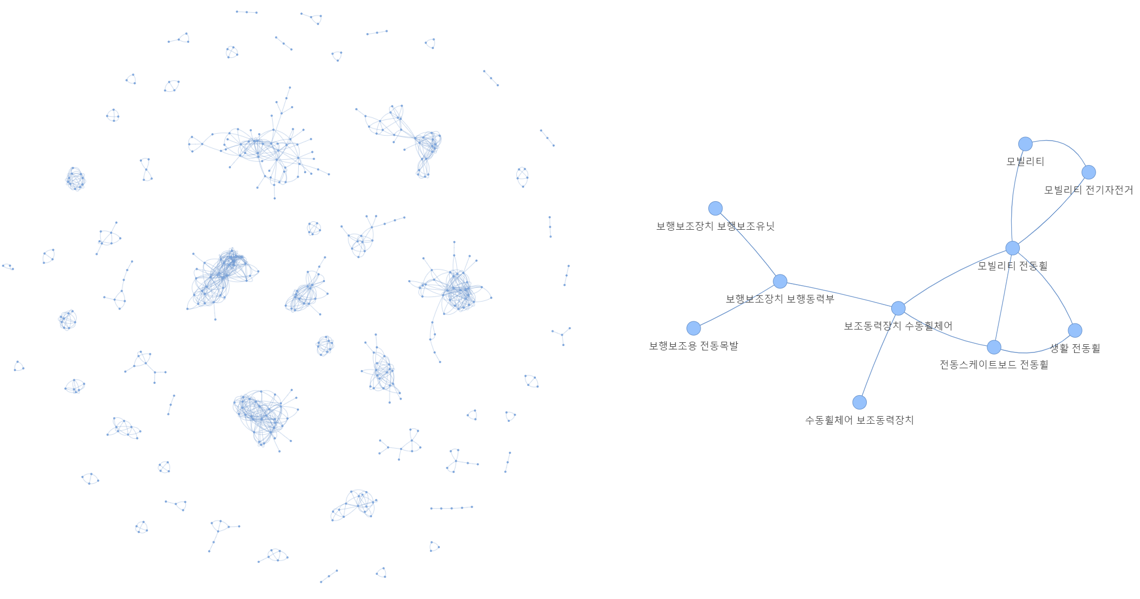 모빌리티
모빌리티 전기자전거
보행보조장치 보행보조유닛
모빌리티 전동휠
보행보조장치 보행동력부
보조동력장치 수동휠체어
보행보조용 전동목발
생활 전동휠
전동스케이트보드 전동휠
수동휠체어 보조동력장치